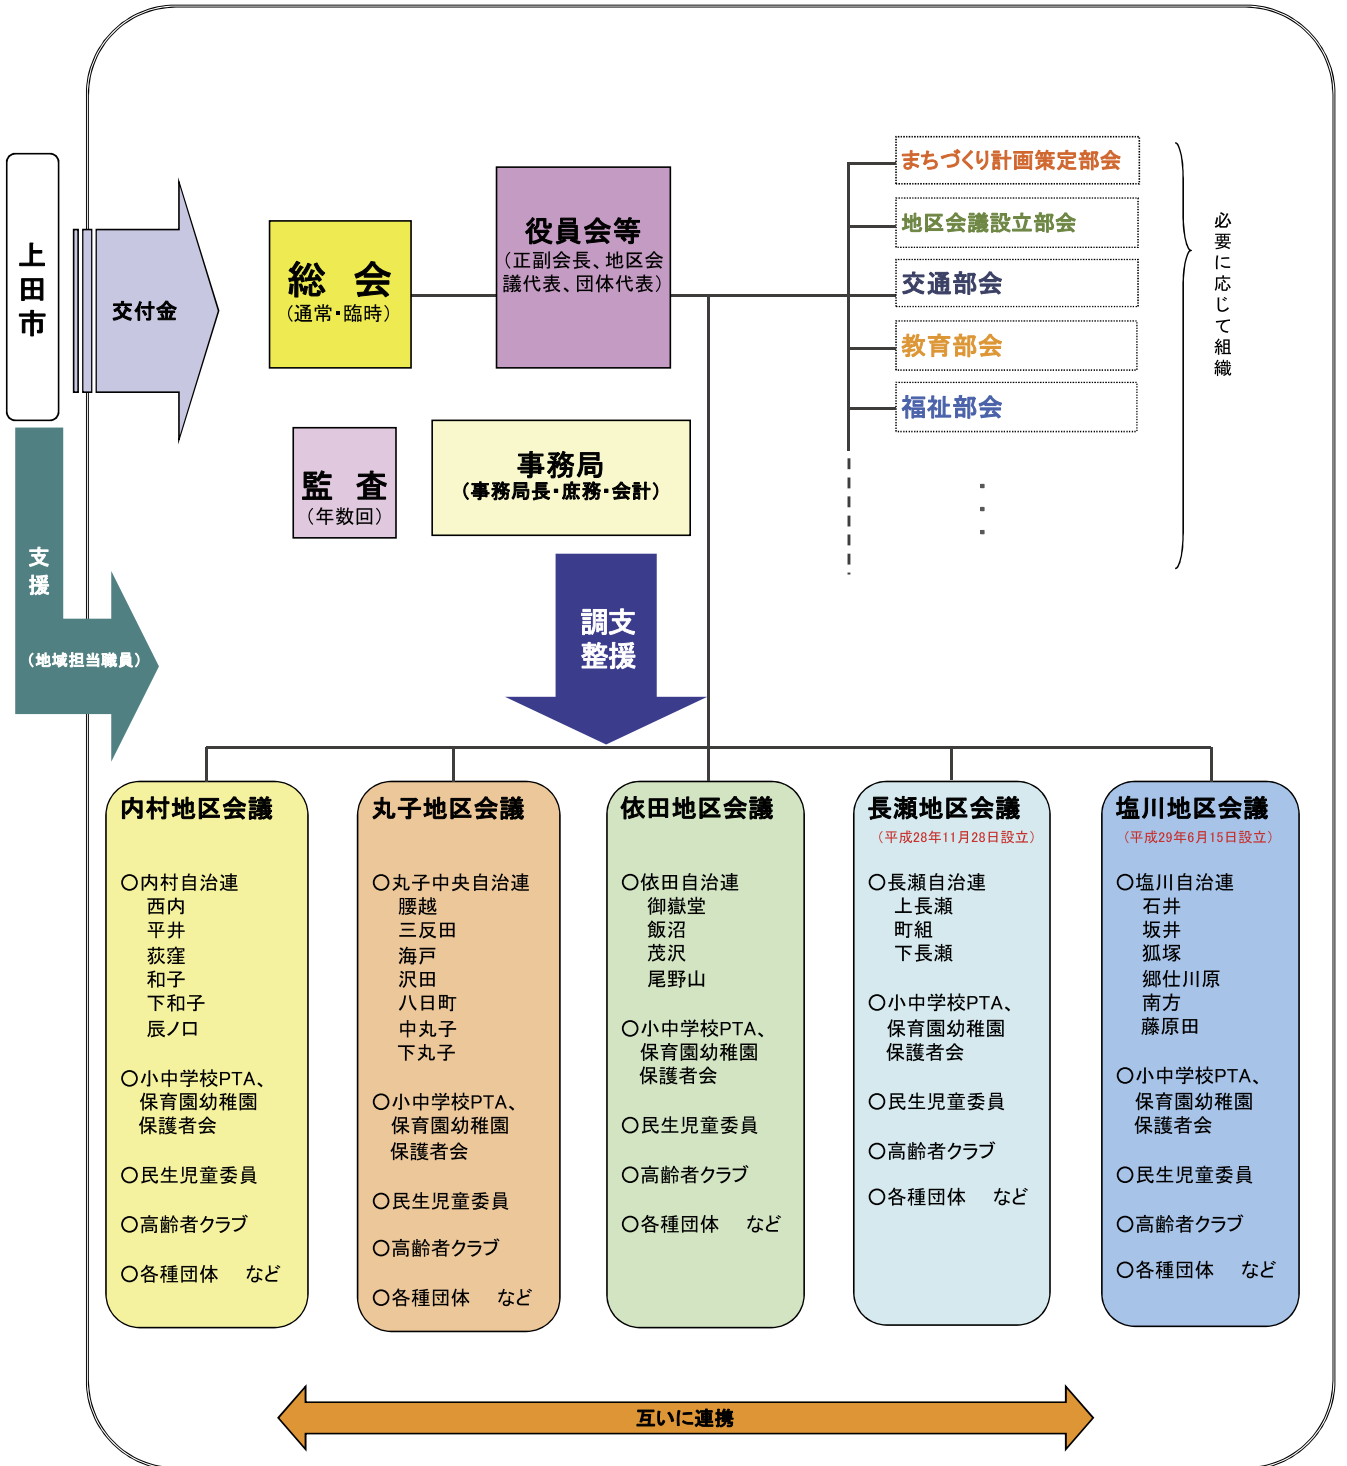 上田市
交付金
総　会
（通常・臨時）
役員会等
（正副会長、地区会
議代表、団体代表）
まちづくり計画策定部会
地区会議設立部会
交通部会
教育部会
福祉部会
・
・
・
必要に応じて組織
監　査
（年数回）
事務局
（事務局長・庶務・会計）
支援
（地域担当職員）
調支
整援
内村地区会議
○内村自治連
西内
平井
荻窪
和子
下和子
辰ノ口
○小中学校PTA、
保育園幼稚園
保護者会
○民生児童委員
○高齢者クラブ
○各種団体　など
丸子地区会議
○丸子中央自治連
腰越
三反田
海戸
沢田
八日町
中丸子
下丸子
○小中学校PTA、
保育園幼稚園
保護者会
○民生児童委員
○高齢者クラブ
○各種団体　など
依田地区会議
○依田自治連
御嶽堂
飯沼
茂沢
尾野山
○小中学校PTA、
保育園幼稚園
保護者会
○民生児童委員
○高齢者クラブ
○各種団体　など
長瀬地区会議
（平成28年11月28日設立）
○長瀬自治連
上長瀬
町組
下長瀬
○小中学校PTA、
保育園幼稚園
保護者会
○民生児童委員
○高齢者クラブ
○各種団体　など
塩川地区会議
（平成29年6月15日設立）
○塩川自治連
石井
坂井
狐塚
郷仕川原
南方
藤原田
○小中学校PTA、
保育園幼稚園
保護者会
○民生児童委員
○高齢者クラブ
○各種団体　など
互いに連携